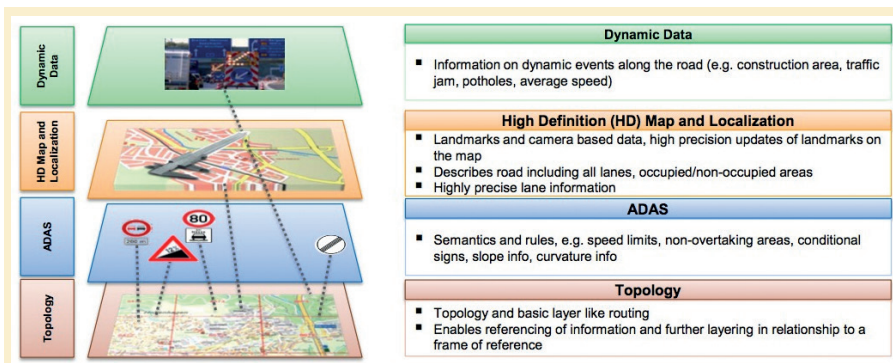 Dynamic
Data
Dynamic Data
▪ Information on dynamic events along the road (e.g. construction area, traffic
jam, potholes, average speed)
HD Map and
Localization
High Definition (HD) Map and Localization
▪ Landmarks and camera based data, high precision updates of landmarks on
the map
▪ Describes road including all lanes, occupied/non-occupied areas
▪ Highly precise lane information
ADAS
80
12%
ADAS
▪ Semantics and rules, e.g. speed limits, non-overtaking areas, conditional
signs, slope info, curvature info
Topology
Topology
▪ Topology and basic layer like routing
▪ Enables referencing of information and further layering in relationship to a
frame of reference